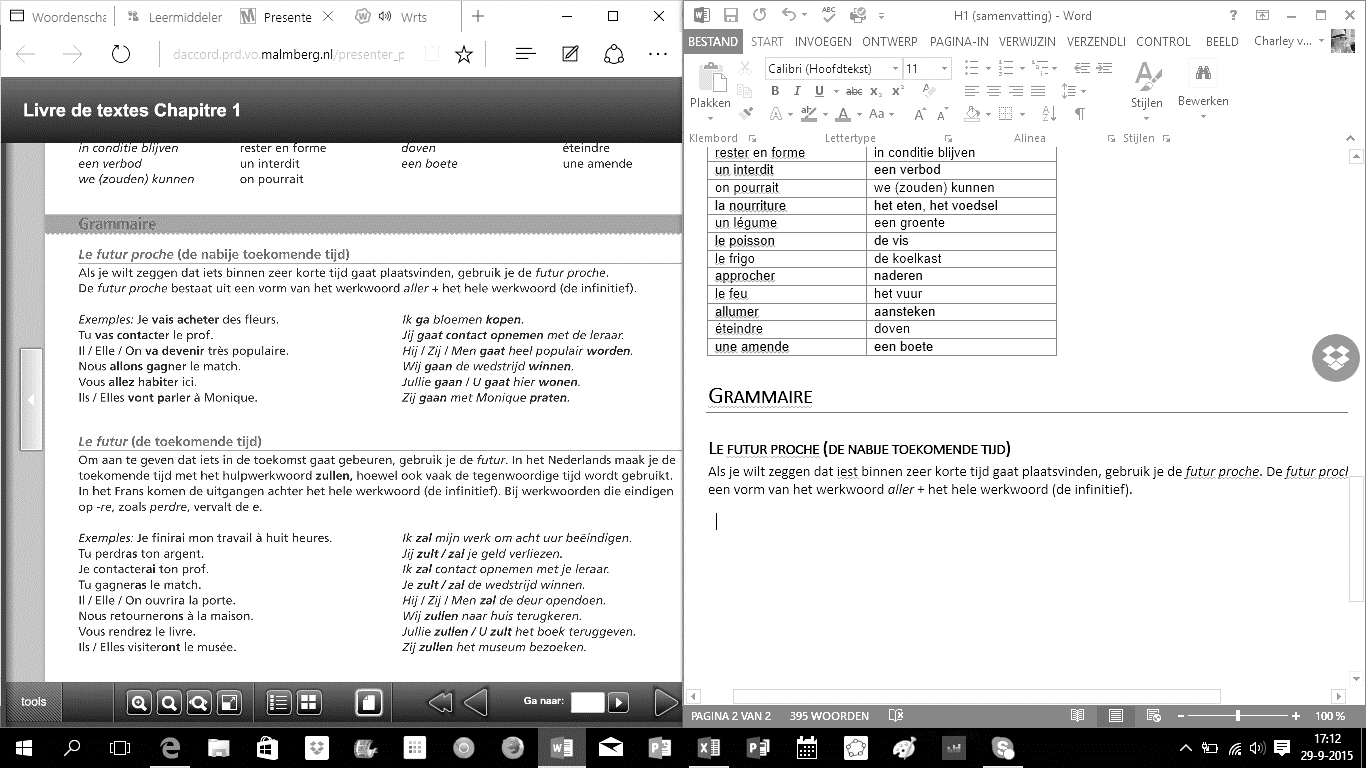 Woordenscha
Leermiddeler
Presente
Wrts
daccord.prd.vo.malmberg.nl/presenter_p
Livre de textes Chapitre 1
in conditie blijven rester en forme doven éteindre
een verbod un interdit een boete une amende
we (zouden) kunnen on pourrait
Grammaire
Le futur proche (de nabije toekomende tijd)
Als je wilt zeggen dat iets binnen zeer korte tijd gaat plaatsvinden, gebruik je de futur proche.
De futur proche bestaat uit een vorm van het werkwoord aller + het hele werkwoord (de infinitief).
Exemples: Je vais acheter des fleurs. Ik ga bloemen kopen.
Tu vas contacter le prof. Jij gaat contact opnemen met de leraar.
Il / Elle / On va devenir très populaire. Hij / Zij / Men gaat heel populair worden.
Nous allons gagner le match. Wij gaan de wedstrijd winnen.
Vous allez habiter ici. Jullie gaan / U gaat hier wonen.
Ils / Elles vont parler à Monique. Zij gaan met Monique praten.
Le futur (de toekomende tijd)
Om aan te geven dat iets in de toekomst gaat gebeuren, gebruik je de futur. In het Nederlands maak je de
toekomende tijd met het hulpwerkwoord zullen, hoewel ook vaak de tegenwoordige tijd wordt gebruikt.
In het Frans komen de uitgangen achter het hele werkwoord (de infinitief). Bij werkwoorden die eindigen
op -re, zoals perdre, vervalt de e.
Exemples: Je finirai mon travail à huit heures. Ik zal mijn werk om acht uur beëindigen.
Tu perdras ton argent. Jij zult / zal je geld verliezen.
Je contacterai ton prof. Ik zal contact opnemen met je leraar.
Tu gagneras le match. Je zult / zal de wedstrijd winnen.
Il / Elle / On ouvrira la porte. Hij / Zij / Men zal de deur opendoen.
Nous retournerons à la maison. Wij zullen naar huis terugkeren.
Vous rendrez le livre. Jullie zullen / U zult het boek teruggeven.
Ils / Elles visiteront le musée. Zij zullen het museum bezoeken.
tools
Ga naar:
H1 (samenvatting) - Word
BESTAND START INVOEGEN ONTWERP PAGINA-IN VERWIJZIN VERZENDLI CONTROL BEELD Charley v...
Calibri (Hoofdtekst) 11
Plakken
B I U abc x₂ x²
Stijlen Bewerken
Klembord Lettertype Alinea Stijlen
rester en forme in conditie blijven
un interdit een verbod
on pourrait we (zouden) kunnen
la nourriture het eten, het voedsel
un légume een groente
le poisson de vis
le frigo de koelkast
approcher naderen
le feu het vuur
allumer aansteken
éteindre doven
une amende een boete
GRAMMAIRE
LE FUTUR PROCHE (DE NABIJE TOEKOMENDE TIJD)
Als je wilt zeggen dat iest binnen zeer korte tijd gaat plaatsvinden, gebruik je de futur proche. De futur procl
een vorm van het werkwoord aller + het hele werkwoord (de infinitief).
PAGINA 2 VAN 2 395 WOORDEN 100 %
17:12
29-9-2015